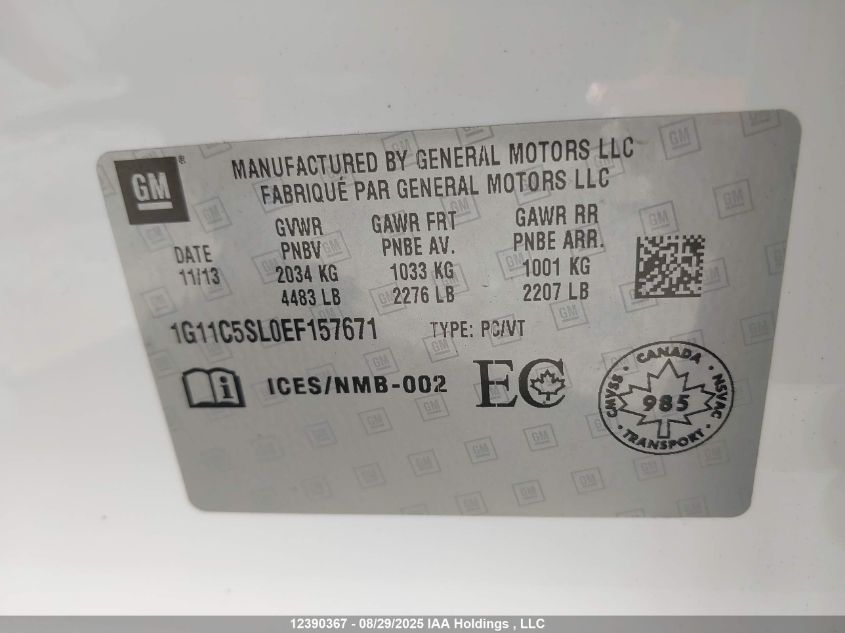 GM
MANUFACTURED BY GENERAL MOTORS LLC
FABRIQUÉ PAR GENERAL MOTORS LLC
DATE
11/13
GVWR
PNBV
2034 KG
4483 LB
GAWR FRT
PNBE AV.
1033 KG
2276 LB
GAWR RR
PNBE ARR.
1001 KG
2207 LB
1G11C5SL0EF157671 TYPE: PC/VT
i ICES/NMB-002 EC
CANADA
CMVSS 985 NSVAC
TRANSPORT
12390367 - 08/29/2025 IAA Holdings , LLC